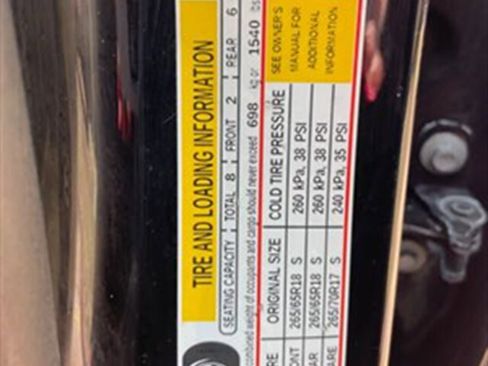 TIRE AND LOADING INFORMATION
SEATING CAPACITY TOTAL 8 FRONT 2 REAR 6
combined weight of occupants and cargo should never exceed 698 kg or 1540 lbs
ORIGINAL SIZE COLD TIRE PRESSURE
265/65R18 S 260 kPa, 38 PSI
265/65R18 S 260 kPa, 38 PSI
265/70R17 S 240 kPa, 35 PSI
SEE OWNER'S
MANUAL FOR
ADDITIONAL
INFORMATION